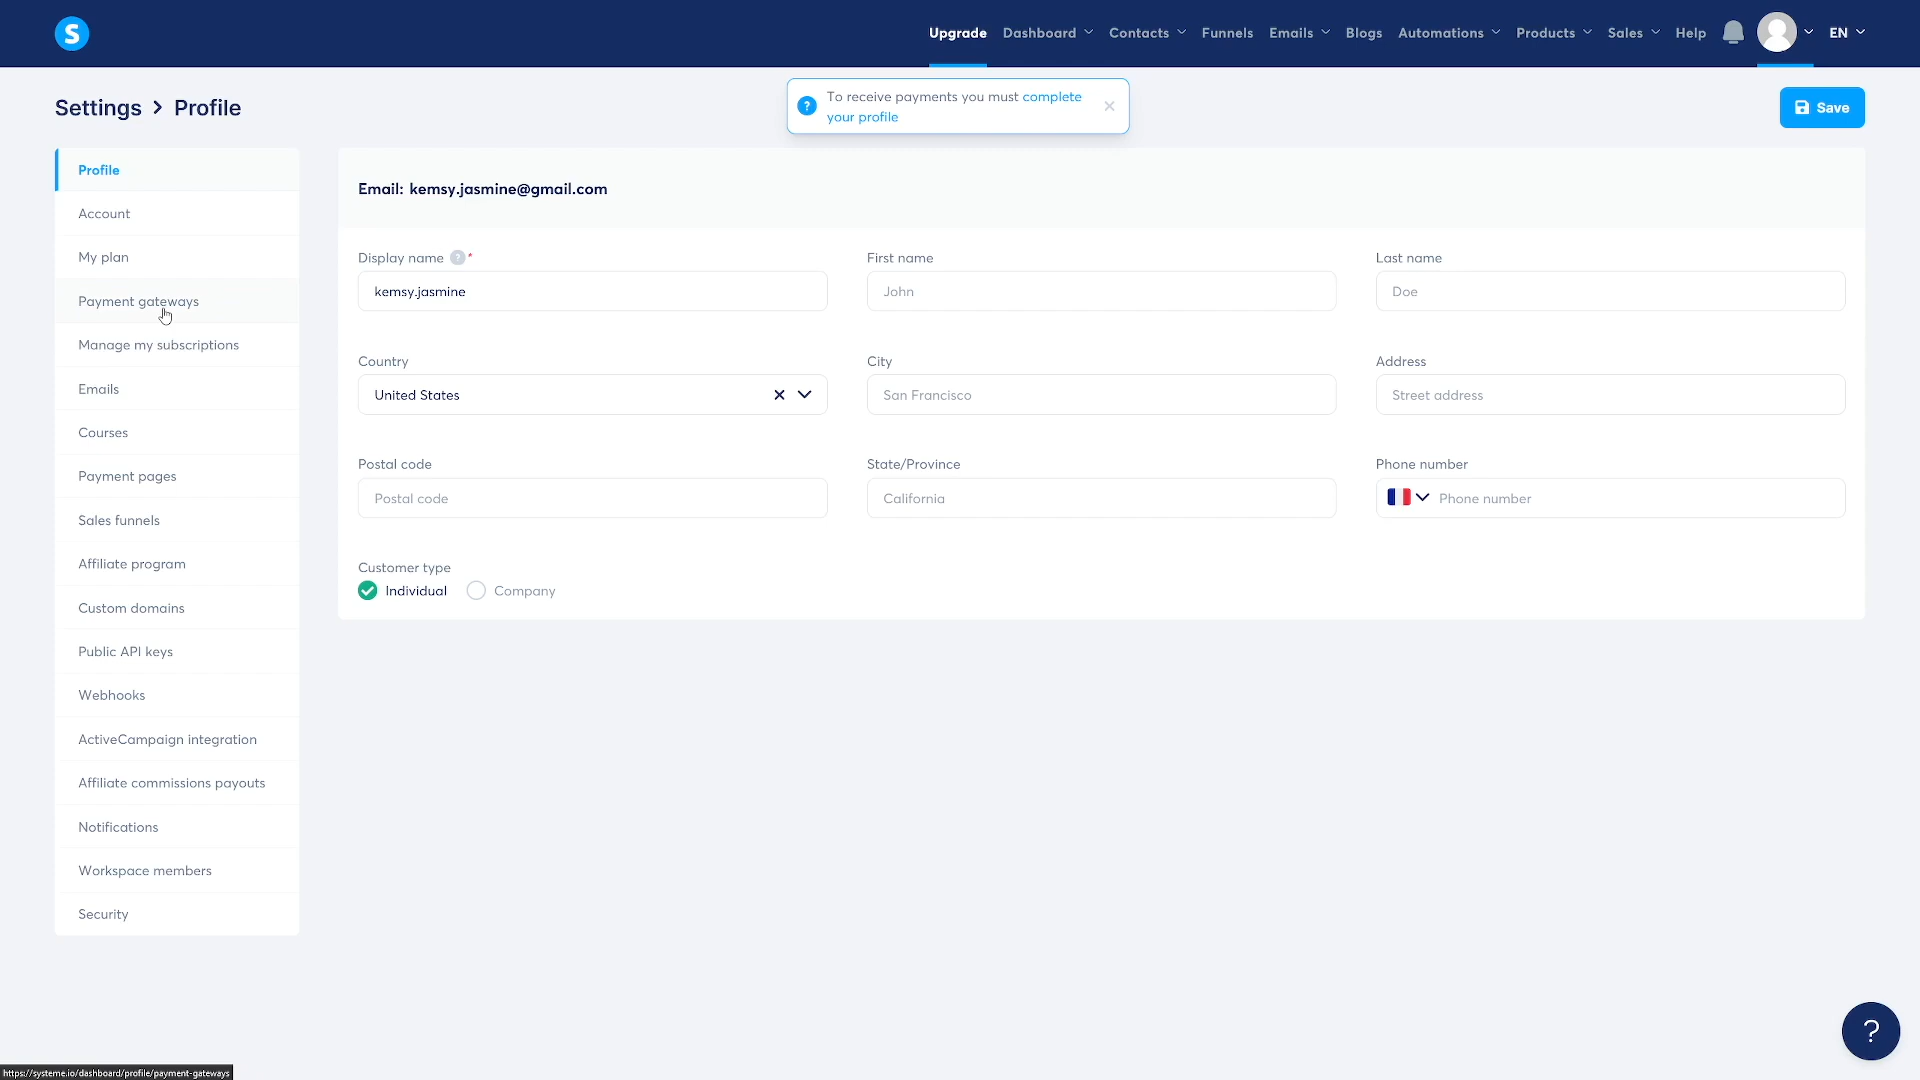 S
Upgrade Dashboard Contacts Funnels Emails Blogs Automations Products Sales Help EN
Settings > Profile
To receive payments you must complete
your profile
Save
Profile
Account
My plan
Payment gateways
Manage my subscriptions
Emails
Courses
Payment pages
Sales funnels
Affiliate program
Custom domains
Public API keys
Webhooks
ActiveCampaign integration
Affiliate commissions payouts
Notifications
Workspace members
Security
Email: kemsy.jasmine@gmail.com
Display name ? *
First name
Last name
kemsy.jasmine
John
Doe
Country
City
Address
United States
San Francisco
Street address
Postal code
State/Province
Phone number
Postal code
California
Phone number
Customer type
Individual Company
?
https://systeme.io/dashboard/profile/payment-gateways